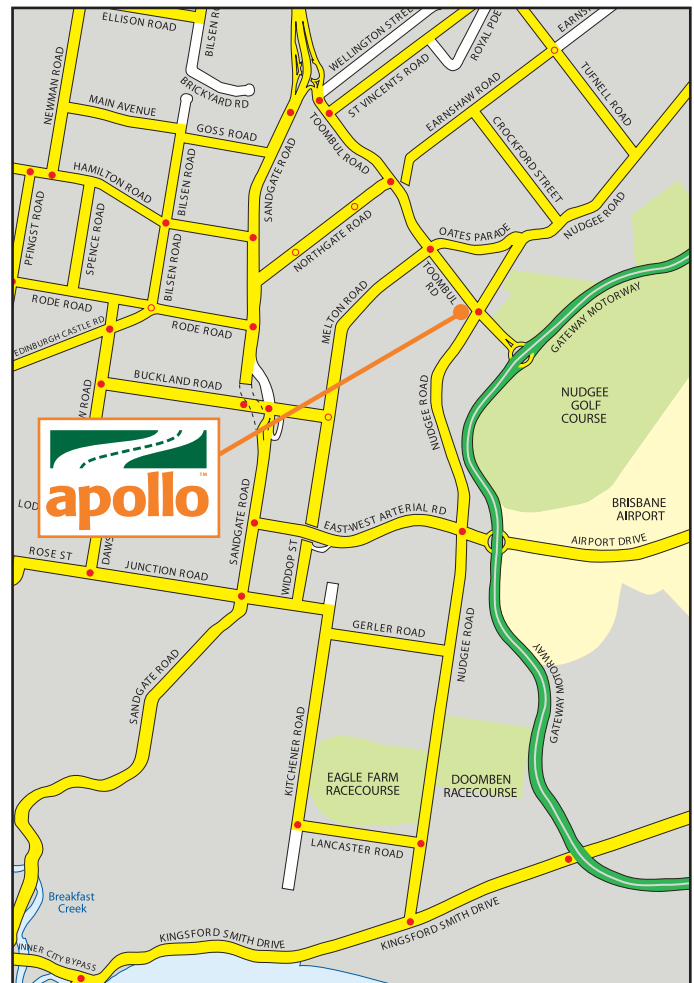 ELLISON ROAD
BILSEN R
WELLINGTON STREET
ROYAL PDE
EARNS
NEWMAN ROAD
BRICKYARD RD
ST VINCENTS ROAD
TUFNELL ROAD
MAIN AVENUE
GOSS ROAD
TOOMBUL ROAD
EARNSHAW ROAD
CROCKFORD STREET
HAMILTON ROAD
BILSEN ROAD
SANDGATE ROAD
PFINGST ROAD
SPENCE ROAD
BILSEN ROAD
NORTHGATE ROAD
OATES PARADE
NUDGEE ROAD
RODE ROAD
RODE ROAD
MELTON ROAD
TOOMBUL
RD
GATEWAY MOTORWAY
EDINBURGH CASTLE RD
BUCKLAND ROAD
NUDGEE ROAD
NUDGEE
GOLF
COURSE
W ROAD
apollo™
LOD
BRISBANE
AIRPORT
SANDGATE ROAD
EAST-WEST ARTERIAL RD
AIRPORT DRIVE
ROSE ST
DAWS
JUNCTION ROAD
WIDDOP ST
GERLER ROAD
NUDGEE ROAD
SANDGATE ROAD
GATEWAY MOTORWAY
KITCHENER ROAD
EAGLE FARM
RACECOURSE
DOOMBEN
RACECOURSE
LANCASTER ROAD
Breakfast
Creek
KINGSFORD SMITH DRIVE
KINGSFORD SMITH DRIVE
INNER CITY BYPASS